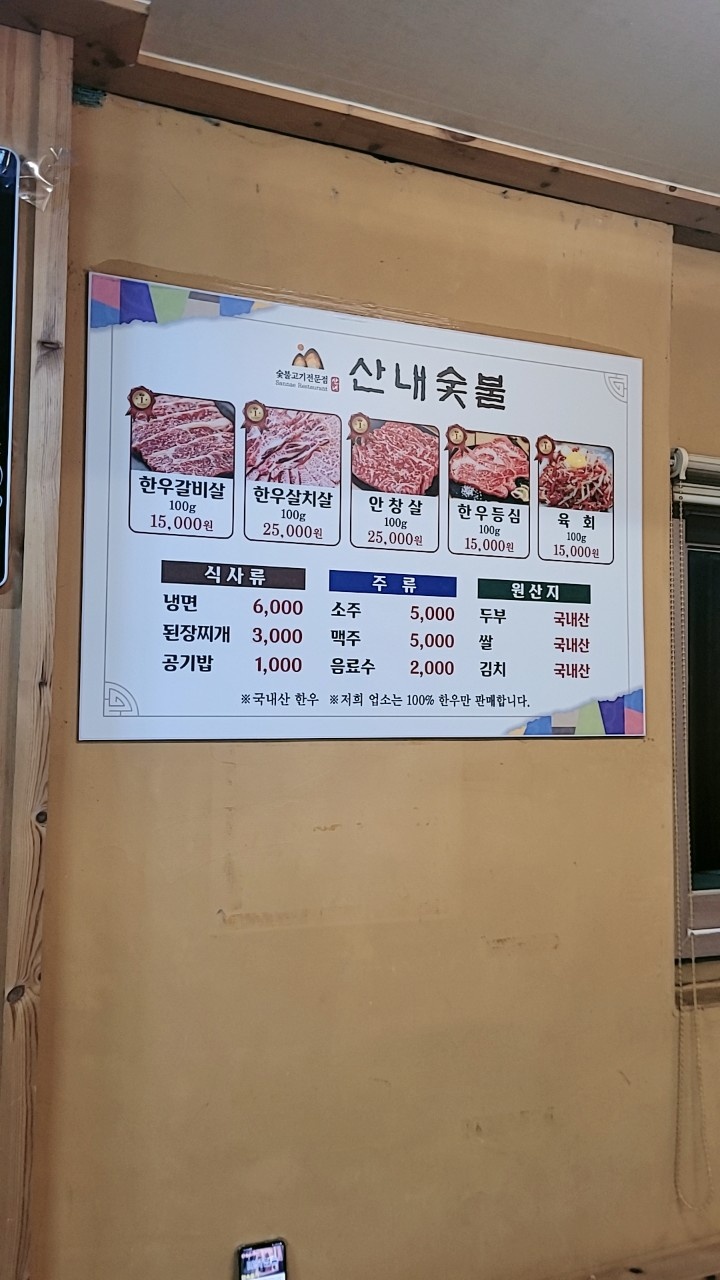 숯불고기전문점
Sannae Restaurant
산내숯불
한우갈비살
100g
15,000원
한우살치살
100g
25,000원
안창살
100g
25,000원
한우등심
100g
15,000원
육 회
100g
15,000원
식사류
냉면 6,000
된장찌개 3,000
공기밥 1,000
주 류
소주 5,000
맥주 5,000
음료수 2,000
원산지
두부 국내산
쌀 국내산
김치 국내산
※국내산 한우 ※저희 업소는 100% 한우만 판매합니다.